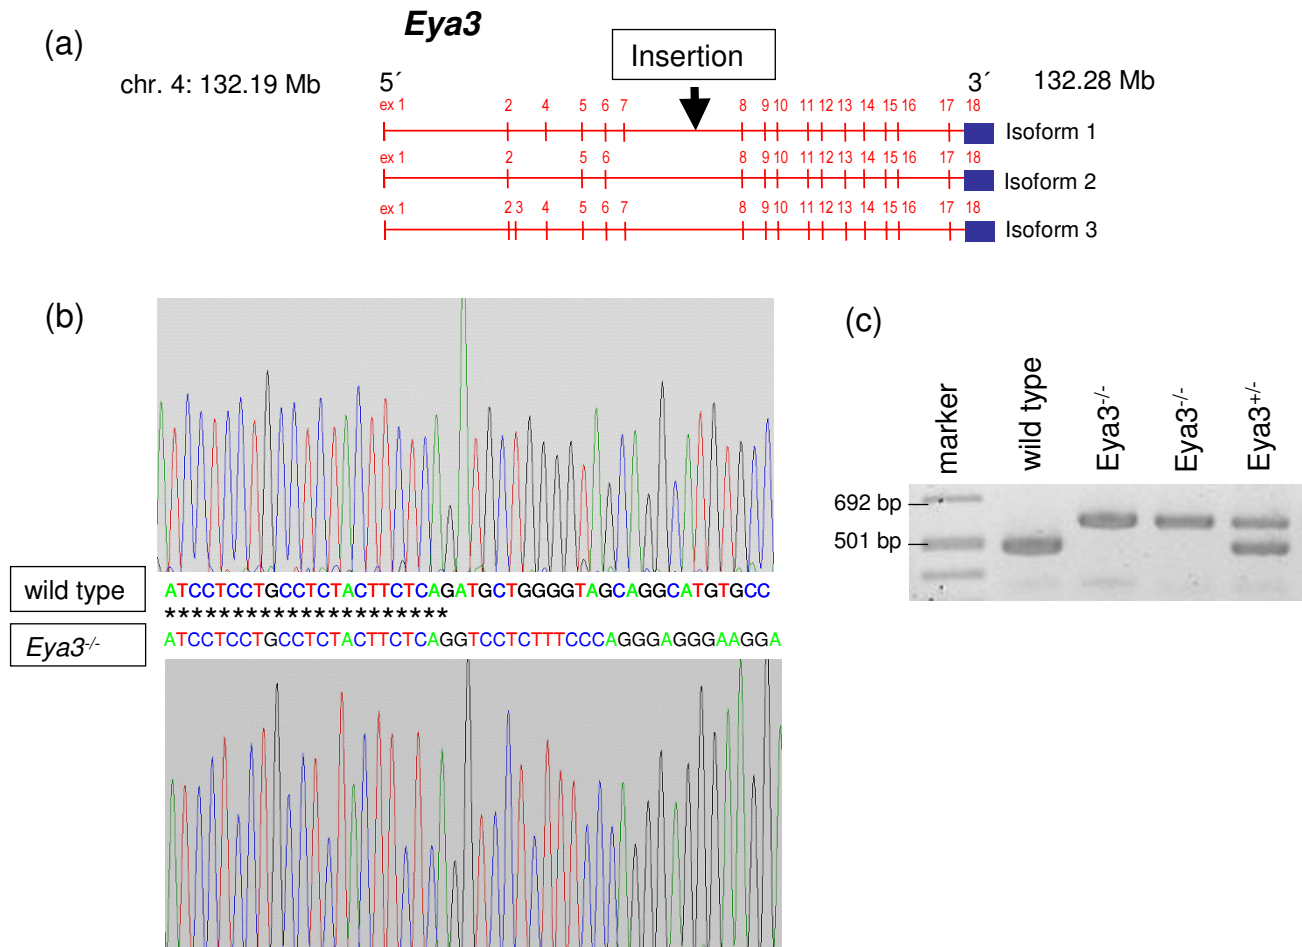 (a)
Eya3
Insertion
chr. 4: 132.19 Mb
5´
3´
132.28 Mb
ex 1 2 4 5 6 7 8 9 10 11 12 13 14 15 16 17 18
Isoform 1
ex 1 2 5 6 8 9 10 11 12 13 14 15 16 17 18
Isoform 2
ex 1 2 3 4 5 6 7 8 9 10 11 12 13 14 15 16 17 18
Isoform 3
(b)
wild type
ATCCTCCTGCCTCTACTTCTCAGATGCTGGGGTAGCAGGCATGTGCC
*********************
Eya3-/-
ATCCTCCTGCCTCTACTTCTCAGGTCCTCTTTCCCAGGGAGGGAAGGA
(c)
marker
wild type
Eya3-/-
Eya3-/-
Eya3+/-
692 bp
501 bp